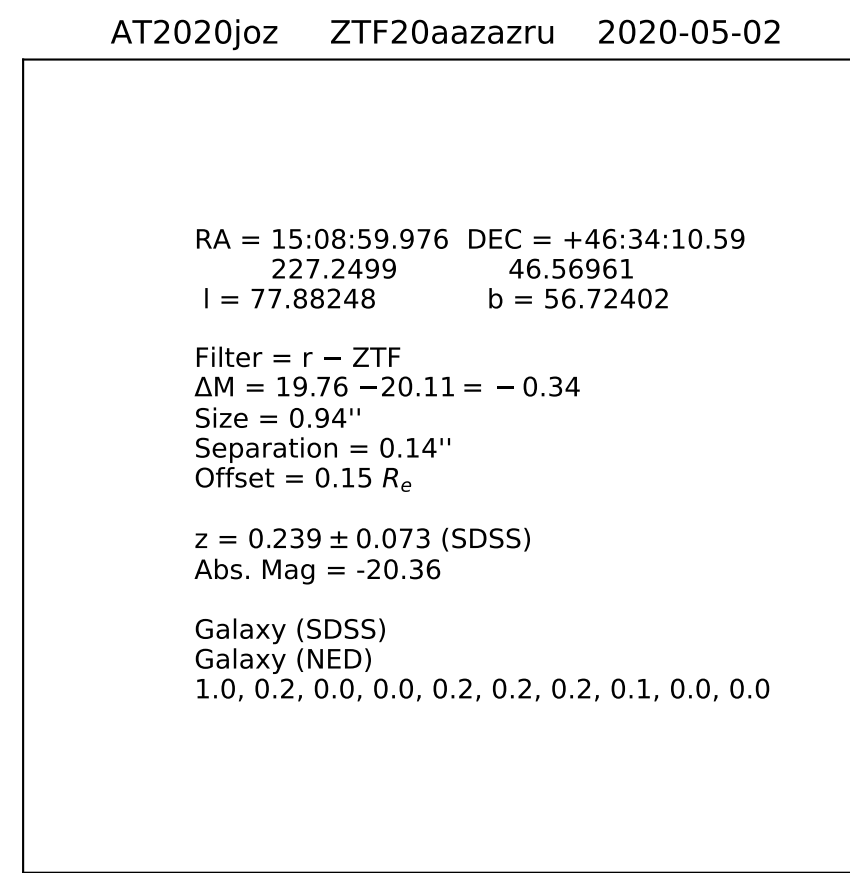 AT2020joz ZTF20aazazru 2020-05-02
RA = 15:08:59.976 DEC = +46:34:10.59
227.2499 46.56961
l = 77.88248 b = 56.72402
Filter = r − ZTF
ΔM = 19.76 −20.11 = − 0.34
Size = 0.94''
Separation = 0.14''
Offset = 0.15 Rₑ
z = 0.239 ± 0.073 (SDSS)
Abs. Mag = -20.36
Galaxy (SDSS)
Galaxy (NED)
1.0, 0.2, 0.0, 0.0, 0.2, 0.2, 0.2, 0.1, 0.0, 0.0